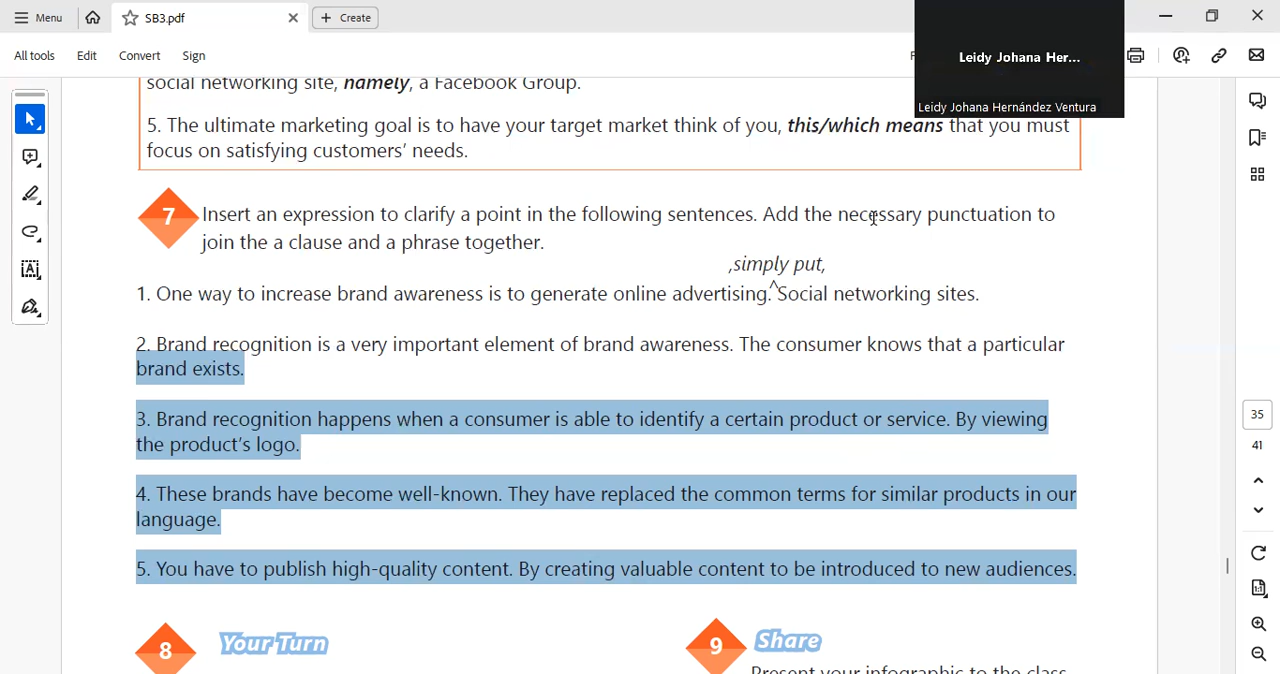 Menu
SB3.pdf
Create
All tools
Edit
Convert
Sign
Leidy Johana Her...
Leidy Johana Hernández Ventura
social networking site, namely, a Facebook Group.
5. The ultimate marketing goal is to have your target market think of you, this/which means that you must
focus on satisfying customers' needs.
7
Insert an expression to clarify a point in the following sentences. Add the necessary punctuation to
join the a clause and a phrase together.
,simply put,
1. One way to increase brand awareness is to generate online advertising.^Social networking sites.
2. Brand recognition is a very important element of brand awareness. The consumer knows that a particular
brand exists.
3. Brand recognition happens when a consumer is able to identify a certain product or service. By viewing
the product's logo.
4. These brands have become well-known. They have replaced the common terms for similar products in our
language.
5. You have to publish high-quality content. By creating valuable content to be introduced to new audiences.
8
Your Turn
9
Share
Present your infographic to the class
35
41